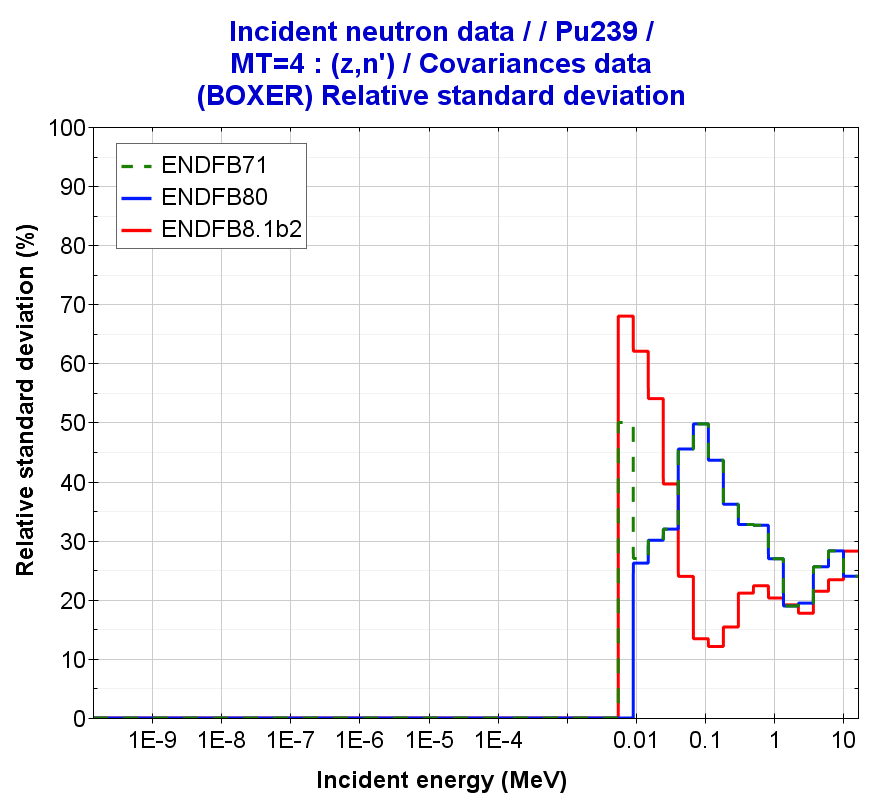 Incident neutron data / / Pu239 /
MT=4 : (z,n') / Covariances data
(BOXER) Relative standard deviation
ENDFB71
ENDFB80
ENDFB8.1b2
Relative standard deviation (%)
100
90
80
70
60
50
40
30
20
10
0
1E-9 1E-8 1E-7 1E-6 1E-5 1E-4 0.01 0.1 1 10
Incident energy (MeV)